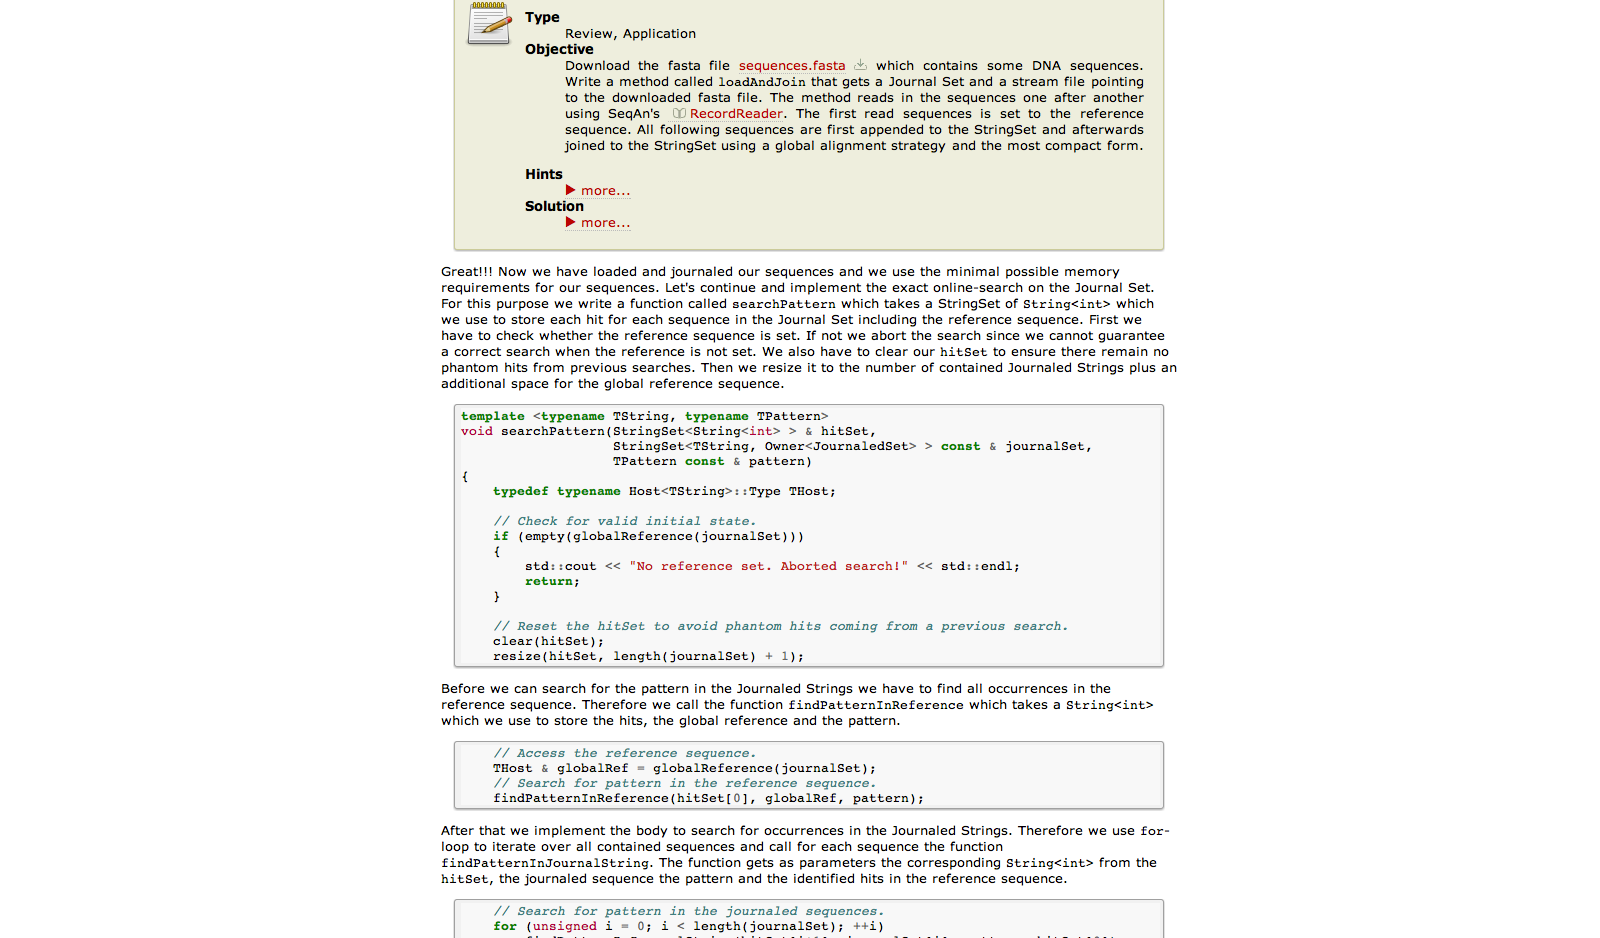 Type
Review, Application
Objective
Download the fasta file sequences.fasta which contains some DNA sequences.
Write a method called loadAndJoin that gets a Journal Set and a stream file pointing
to the downloaded fasta file. The method reads in the sequences one after another
using SeqAn's RecordReader. The first read sequences is set to the reference
sequence. All following sequences are first appended to the StringSet and afterwards
joined to the StringSet using a global alignment strategy and the most compact form.
Hints
more...
Solution
more...
Great!!! Now we have loaded and journaled our sequences and we use the minimal possible memory
requirements for our sequences. Let's continue and implement the exact online-search on the Journal Set.
For this purpose we write a function called searchPattern which takes a StringSet of String<int> which
we use to store each hit for each sequence in the Journal Set including the reference sequence. First we
have to check whether the reference sequence is set. If not we abort the search since we cannot guarantee
a correct search when the reference is not set. We also have to clear our hitSet to ensure there remain no
phantom hits from previous searches. Then we resize it to the number of contained Journaled Strings plus an
additional space for the global reference sequence.
template <typename TString, typename TPattern>
void searchPattern(StringSet<String<int> > & hitSet,
StringSet<TString, Owner<JournaledSet> > const & journalSet,
TPattern const & pattern)
{
typedef typename Host<TString>::Type THost;
// Check for valid initial state.
if (empty(globalReference(journalSet)))
{
std::cout << "No reference set. Aborted search!" << std::endl;
return;
}
// Reset the hitSet to avoid phantom hits coming from a previous search.
clear(hitSet);
resize(hitSet, length(journalSet) + 1);
Before we can search for the pattern in the Journaled Strings we have to find all occurrences in the
reference sequence. Therefore we call the function findPatternInReference which takes a String<int>
which we use to store the hits, the global reference and the pattern.
// Access the reference sequence.
THost & globalRef = globalReference(journalSet);
// Search for pattern in the reference sequence.
findPatternInReference(hitSet[0], globalRef, pattern);
After that we implement the body to search for occurrences in the Journaled Strings. Therefore we use for-
loop to iterate over all contained sequences and call for each sequence the function
findPatternInJournalString. The function gets as parameters the corresponding String<int> from the
hitSet, the journaled sequence the pattern and the identified hits in the reference sequence.
// Search for pattern in the journaled sequences.
for (unsigned i = 0; i < length(journalSet); ++i)